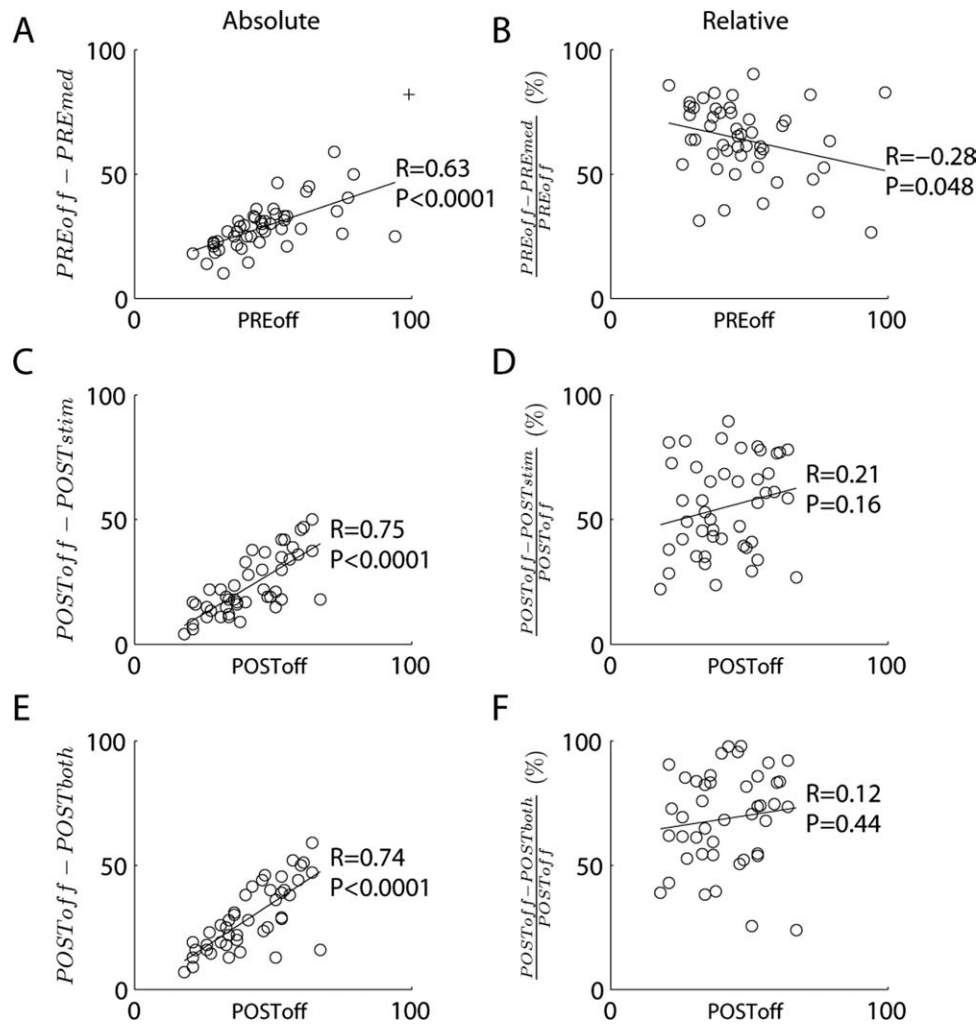 A
Absolute
B
Relative
PREoff − PREmed
100
50
0
+
R=0.63
P<0.0001
0
PREoff
100
PREoff−PREmed
PREoff
(%)
100
50
0
R=−0.28
P=0.048
0
PREoff
100
C
D
POSToff − POSTstim
100
50
0
R=0.75
P<0.0001
0
POSToff
100
POSToff−POSTstim
POSToff
(%)
100
50
0
R=0.21
P=0.16
0
POSToff
100
E
F
POSToff − POSTboth
100
50
0
R=0.74
P<0.0001
0
POSToff
100
POSToff−POSTboth
POSToff
(%)
100
50
0
R=0.12
P=0.44
0
POSToff
100